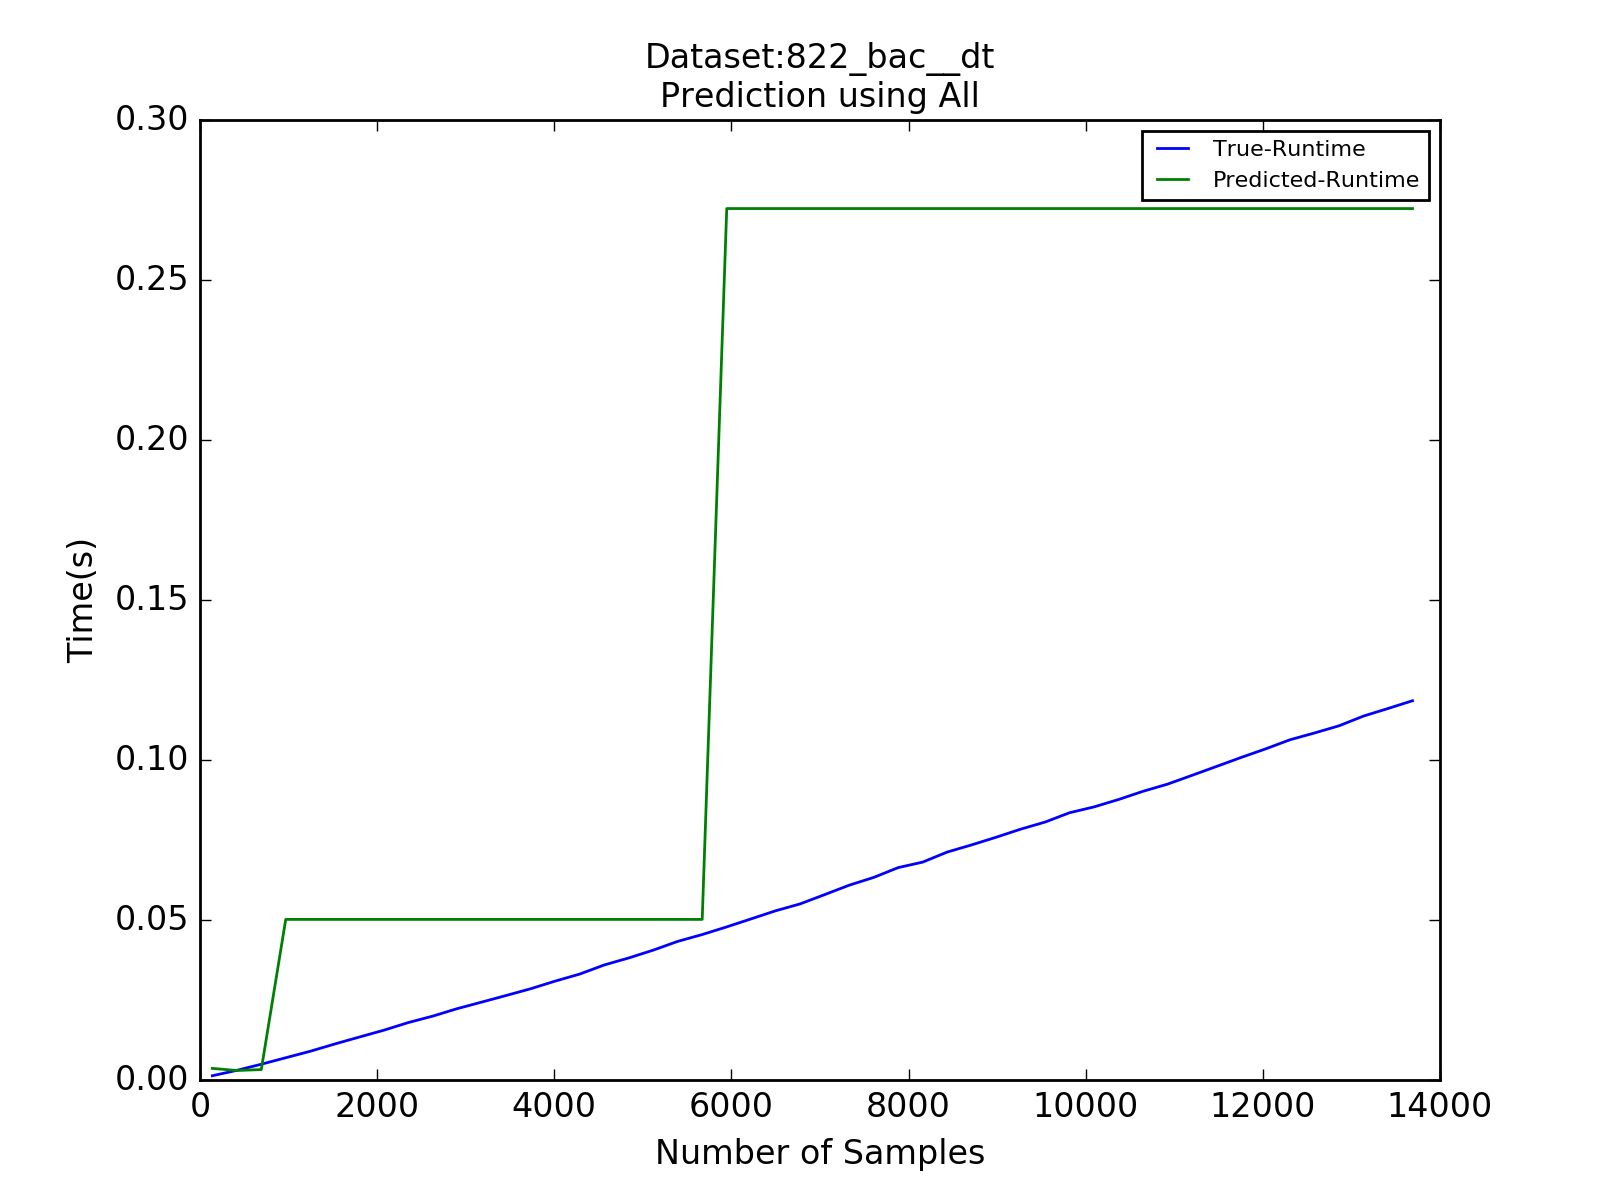 Dataset:822_bac__dt
Prediction using All
0.30
0.25
0.20
0.15
0.10
0.05
0.00
Time(s)
True-Runtime
Predicted-Runtime
0 2000 4000 6000 8000 10000 12000 14000
Number of Samples